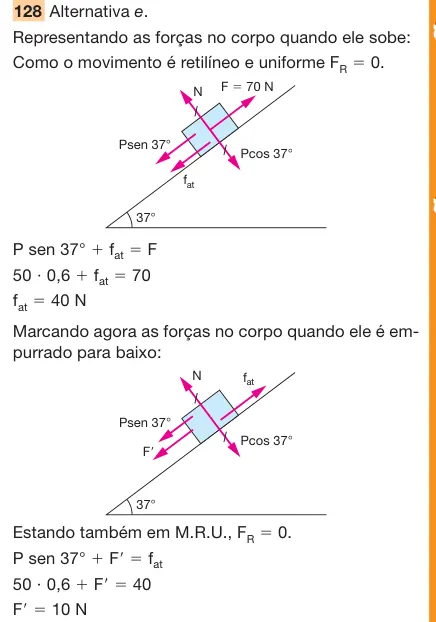 128 Alternativa e.
Representando as forças no corpo quando ele sobe:
Como o movimento é retilíneo e uniforme F_R = 0.
N
F = 70 N
Psen 37°
Pcos 37°
f_at
37°
P sen 37° + f_at = F
50 · 0,6 + f_at = 70
f_at = 40 N
Marcando agora as forças no corpo quando ele é em-
purrado para baixo:
N
f_at
Psen 37°
Pcos 37°
F′
37°
Estando também em M.R.U., F_R = 0.
P sen 37° + F′ = f_at
50 · 0,6 + F′ = 40
F′ = 10 N